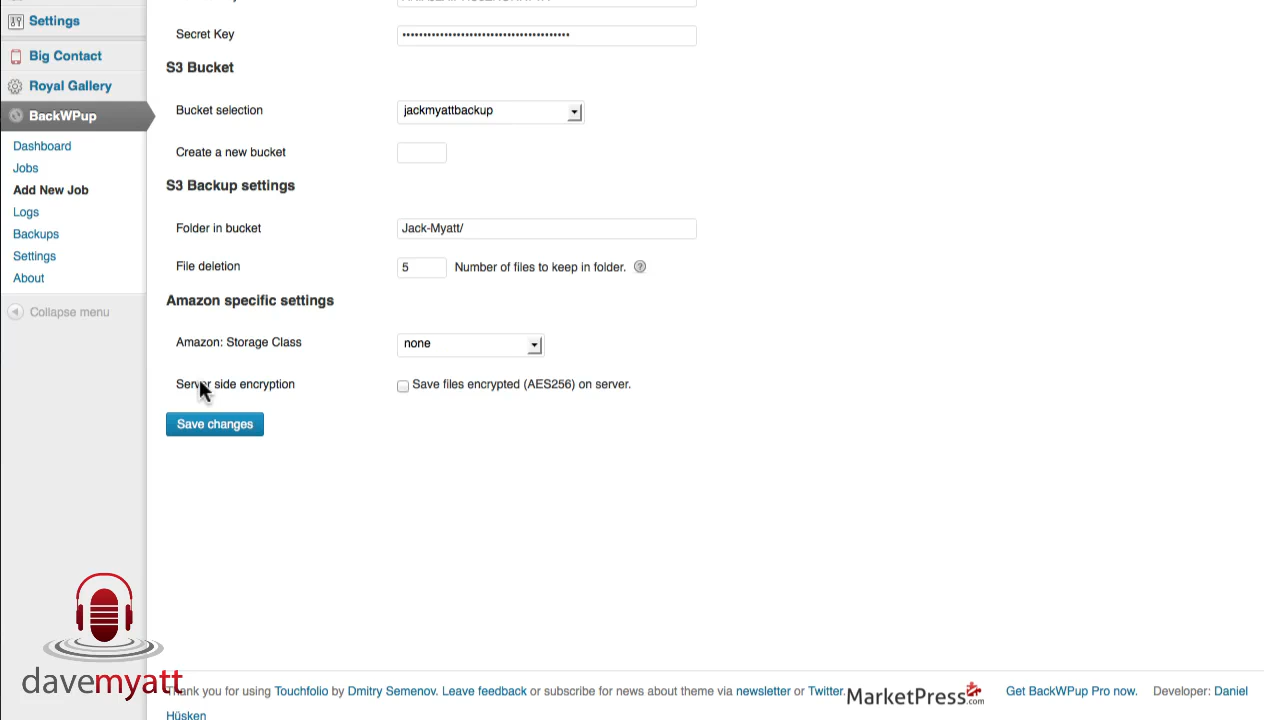 Settings
Secret Key
••••••••••••••••••••••••••••••••••••••••
Big Contact
S3 Bucket
Royal Gallery
BackWPup
Bucket selection
jackmyattbackup
Dashboard
Create a new bucket
Jobs
Add New Job
S3 Backup settings
Logs
Folder in bucket
Jack-Myatt/
Backups
Settings
File deletion
5 Number of files to keep in folder. ?
About
Amazon specific settings
Collapse menu
Amazon: Storage Class
none
Server side encryption
Save files encrypted (AES256) on server.
Save changes
davemyatt
Thank you for using Touchfolio by Dmitry Semenov. Leave feedback or subscribe for news about theme via newsletter or Twitter.
MarketPress.com
Get BackWPup Pro now. Developer: Daniel
Hüsken